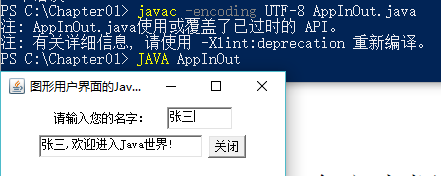 PS C:\Chapter01> javac -encoding UTF-8 AppInOut.java
注: AppInOut.java使用或覆盖了已过时的 API。
注: 有关详细信息, 请使用 -Xlint:deprecation 重新编译。
PS C:\Chapter01> JAVA AppInOut
图形用户界面的Jav...
请输入您的名字: 张三
张三,欢迎进入Java世界! 关闭